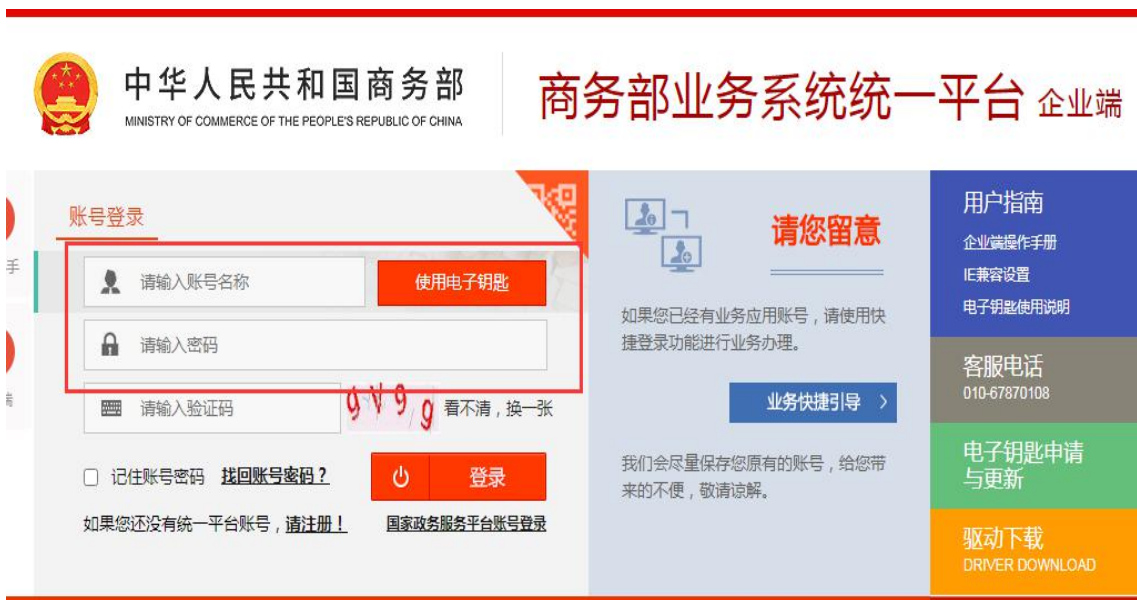 中华人民共和国商务部
MINISTRY OF COMMERCE OF THE PEOPLE'S REPUBLIC OF CHINA
商务部业务系统统一平台 企业端
手
端
账号登录
请输入账号名称
使用电子钥匙
请输入密码
请输入验证码
gV9g
看不清，换一张
记住账号密码 找回账号密码？
登录
如果您还没有统一平台账号，请注册！
国家政务服务平台账号登录
请您留意
如果您已经有业务应用账号，请使用快
捷登录功能进行业务办理。
业务快捷引导
我们会尽量保存您原有的账号，给您带
来的不便，敬请谅解。
用户指南
企业端操作手册
IE兼容设置
电子钥匙使用说明
客服电话
010-67870108
电子钥匙申请
与更新
驱动下载
DRIVER DOWNLOAD